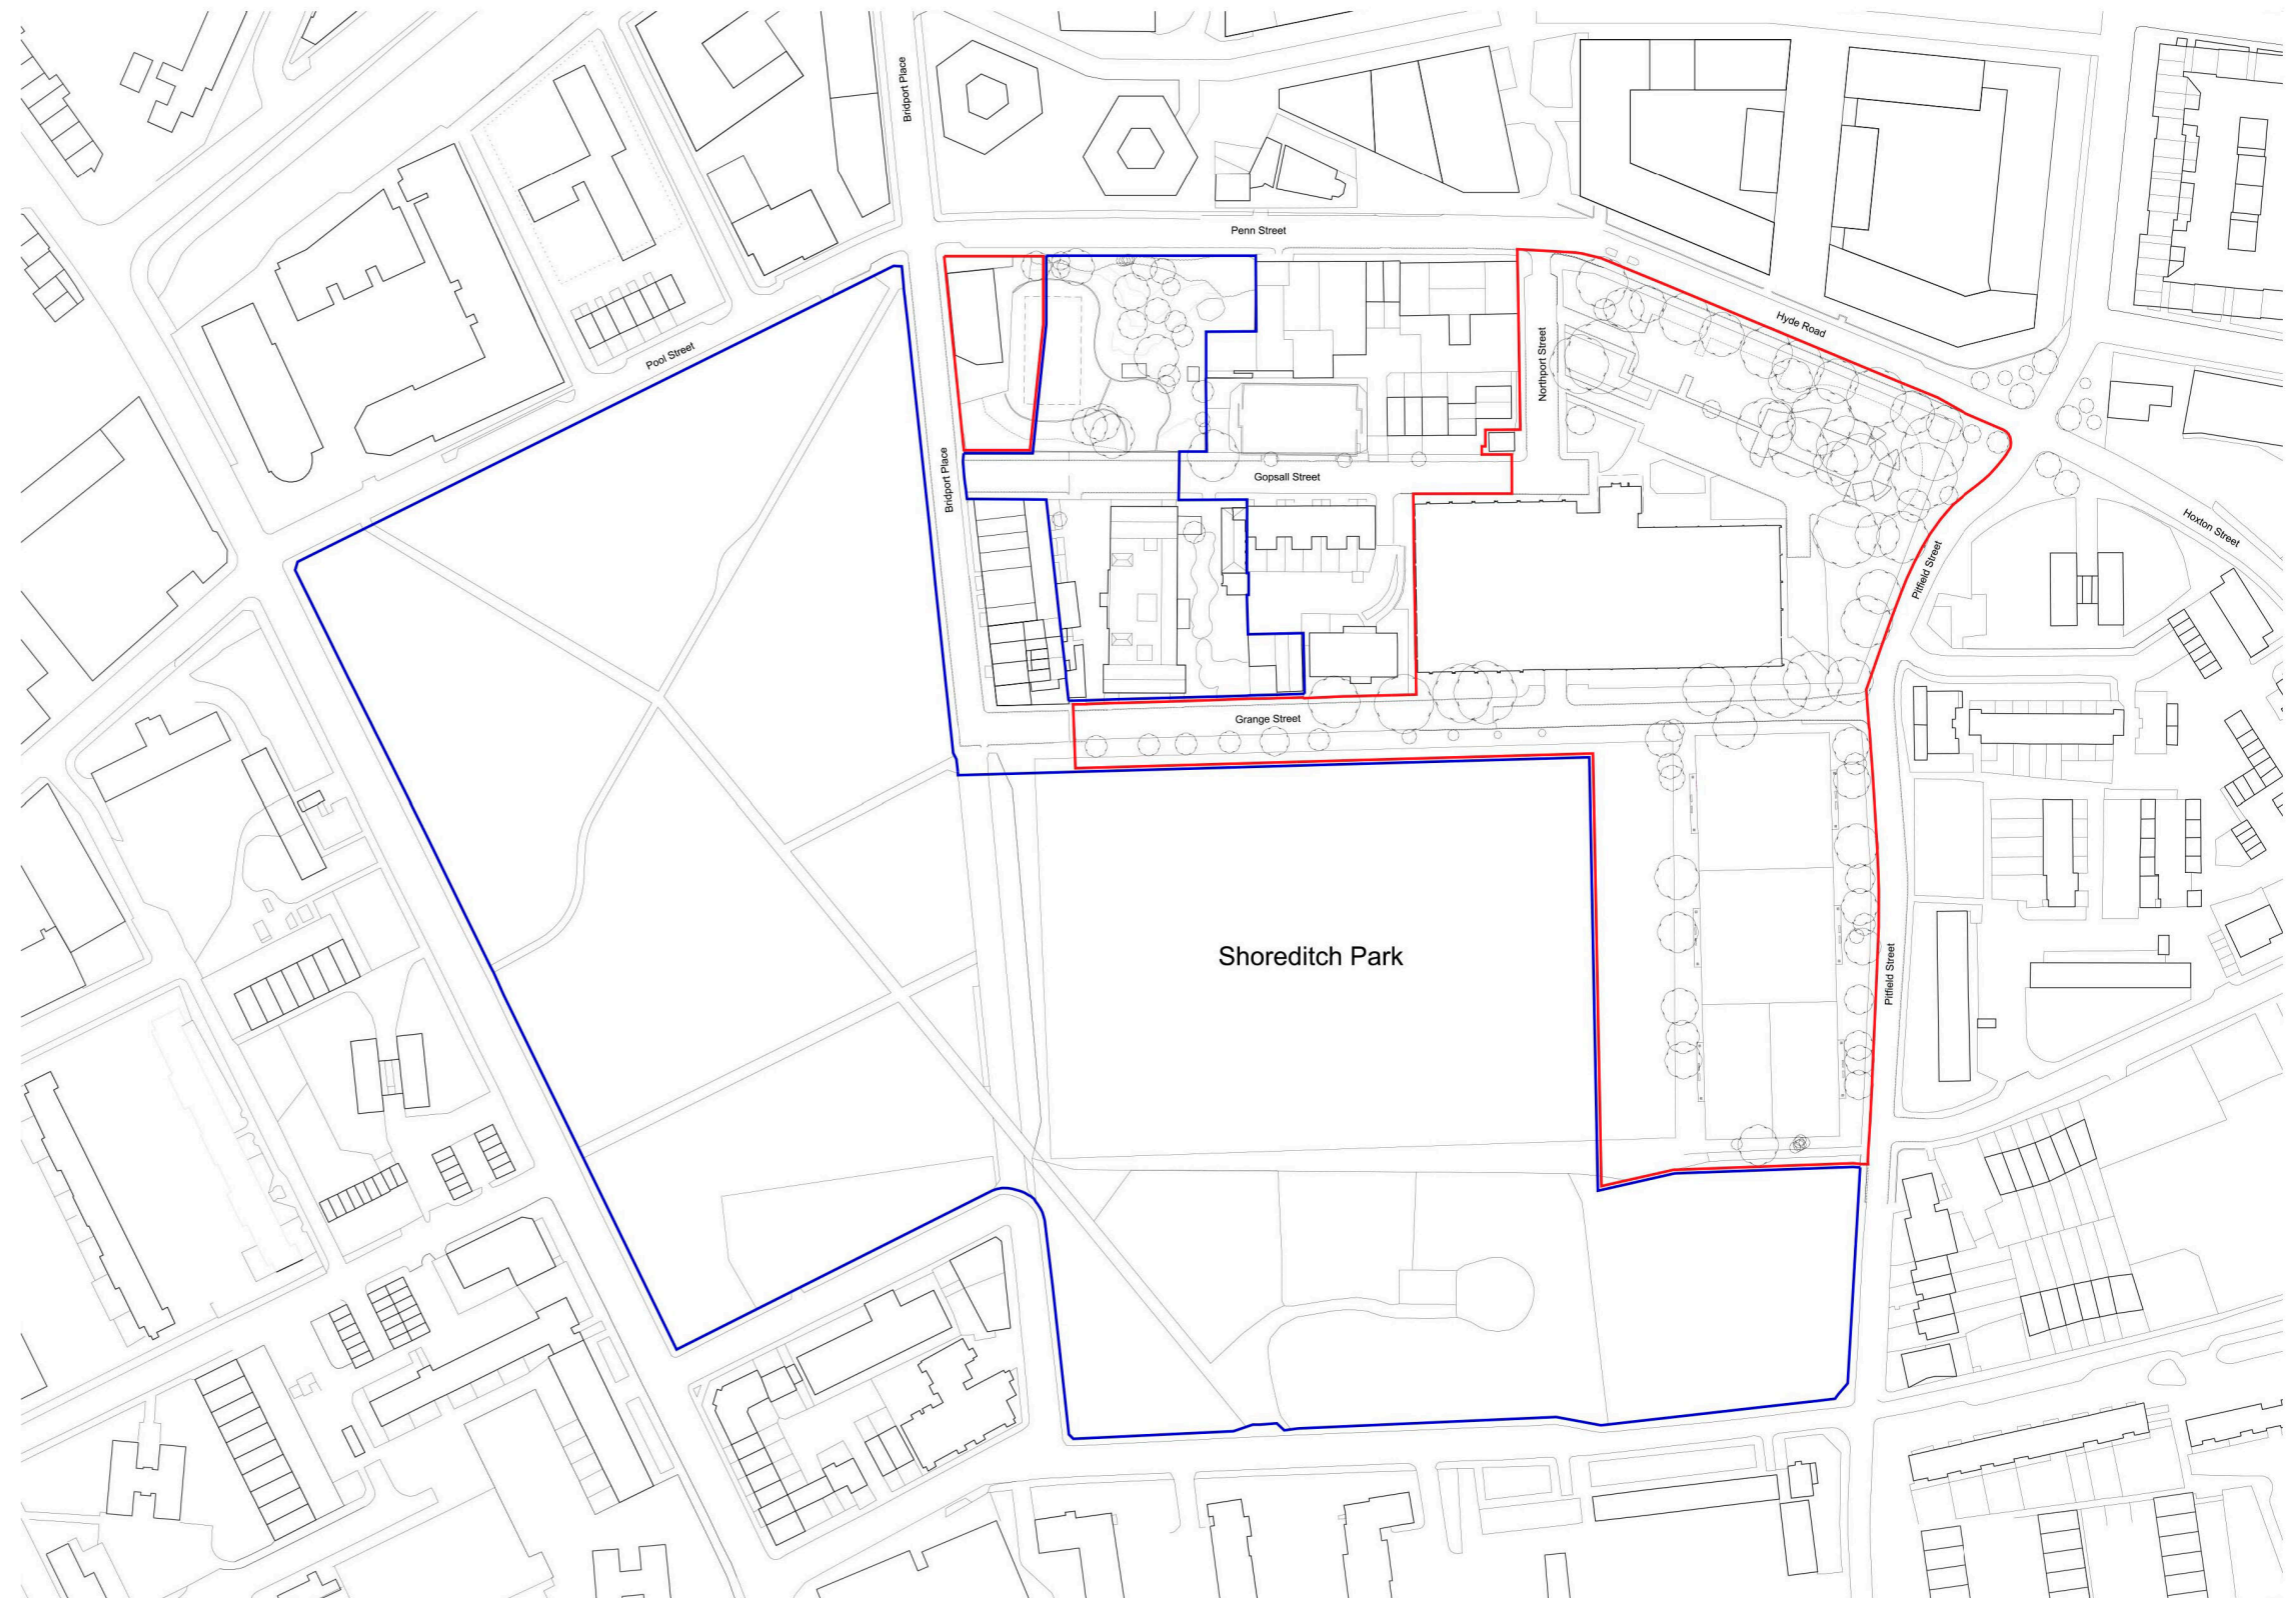 Bridport Place
Penn Street
Hyde Road
Pool Street
Northport Street
Bridport Place
Gopsall Street
Hoxton Street
Pitfield Street
Grange Street
Shoreditch Park
Pitfield Street